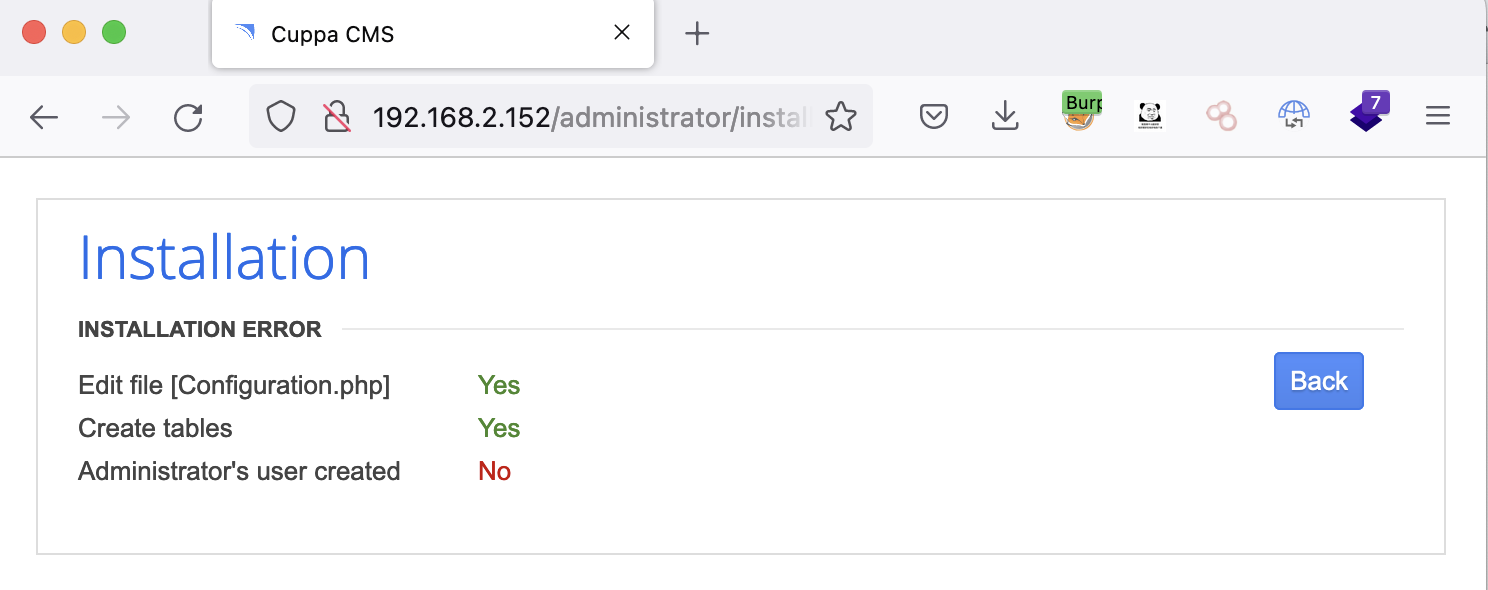 Cuppa CMS
192.168.2.152/administrator/instal
Burp
7
Installation
INSTALLATION ERROR
Edit file [Configuration.php] Yes
Back
Create tables Yes
Administrator's user created No